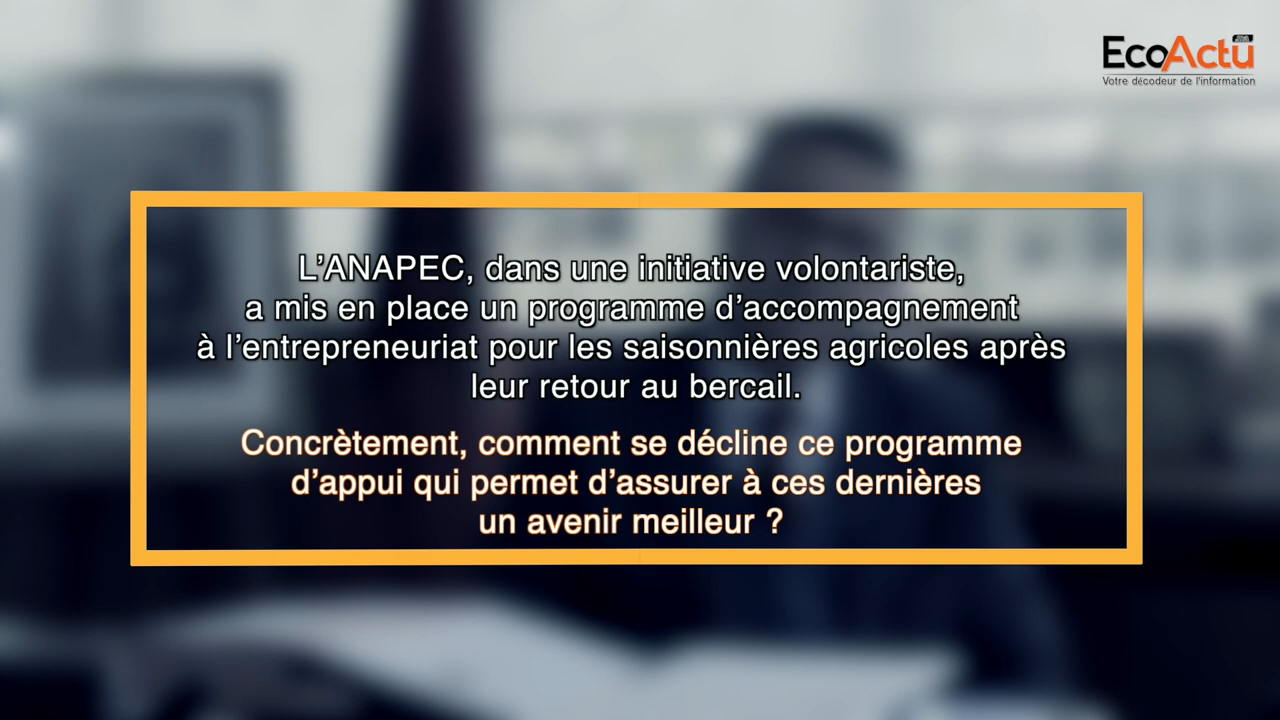 EcoActu
Votre décodeur de l'information
L'ANAPEC, dans une initiative volontariste,
a mis en place un programme d'accompagnement
à l'entrepreneuriat pour les saisonnières agricoles après
leur retour au bercail.
Concrètement, comment se décline ce programme
d'appui qui permet d'assurer à ces dernières
un avenir meilleur ?